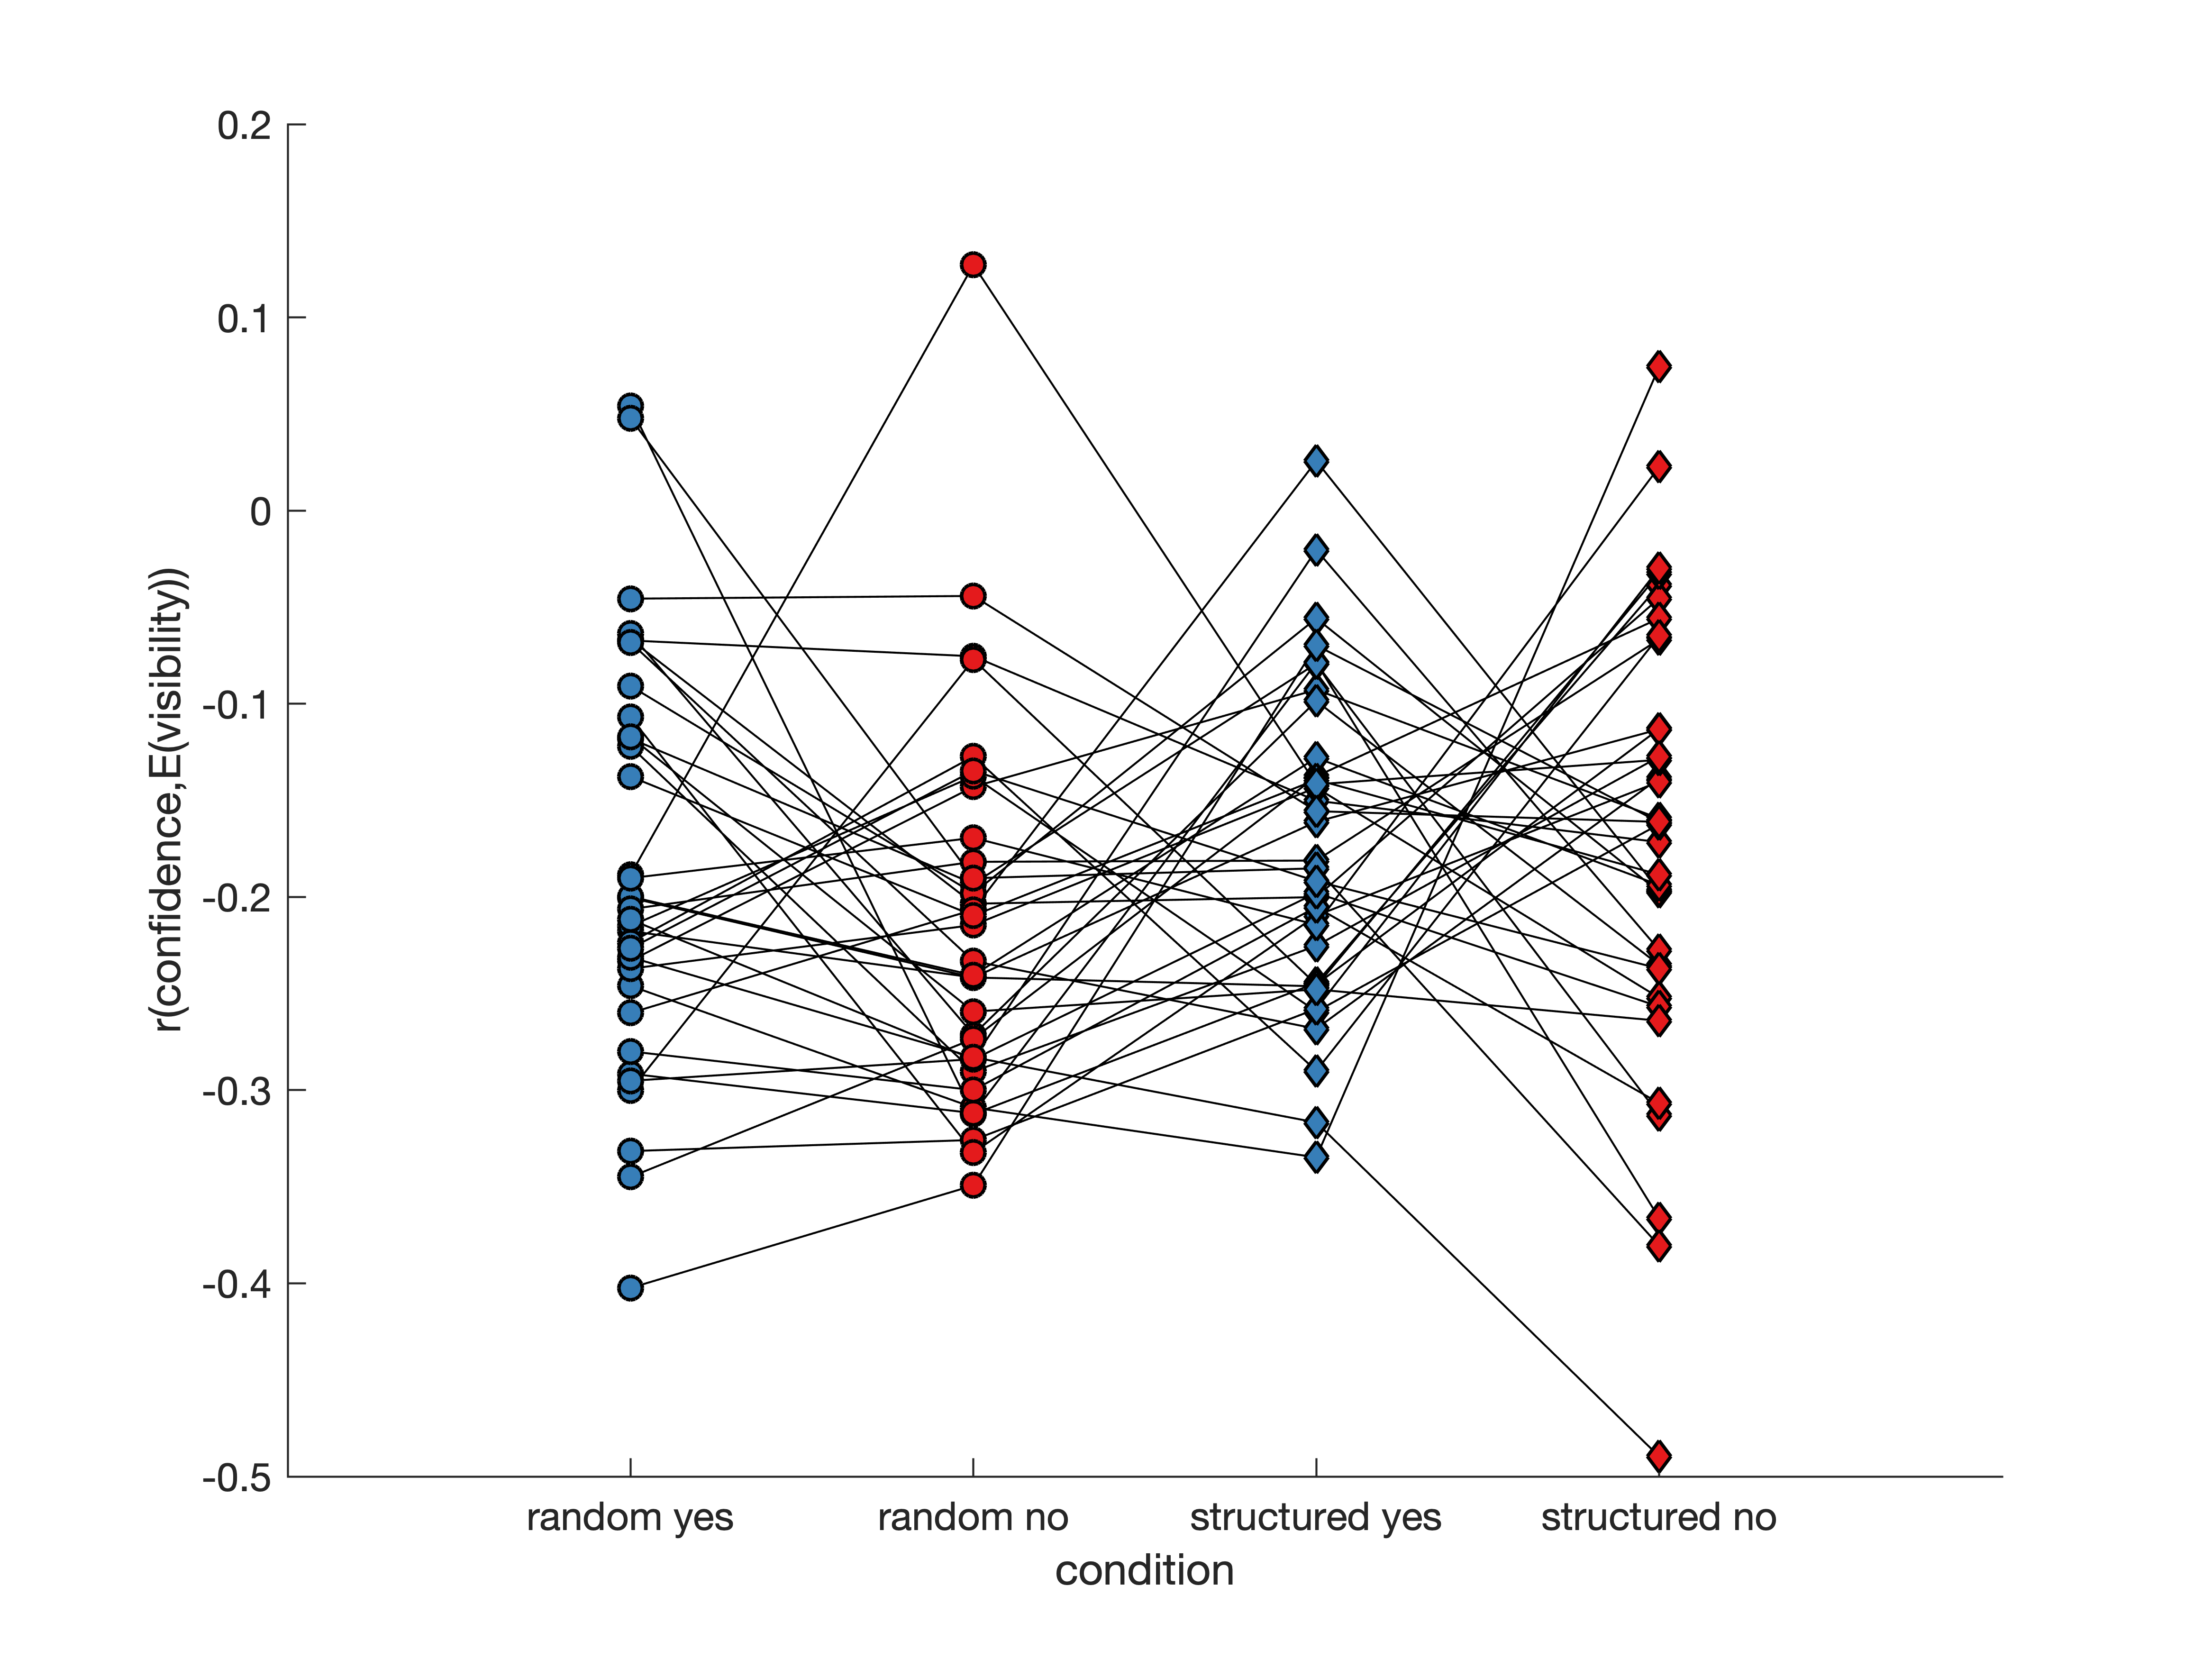 r(confidence,E(visibility))
0.2
0.1
0
-0.1
-0.2
-0.3
-0.4
-0.5
random yes random no structured yes structured no
condition